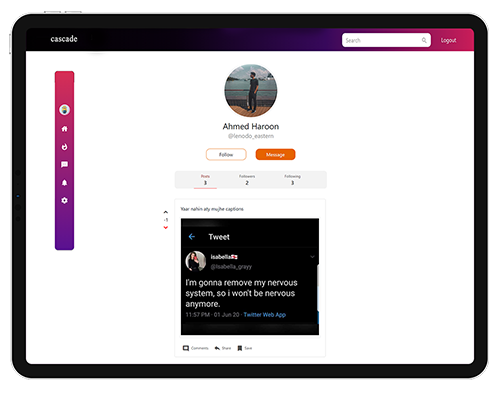 cascade
Search
Logout
Ahmed Haroon
@lenodo_eastern
Follow
Message
Posts
Followers
Following
3
2
3
Yaar nahin aty mujhe captions
-1
Tweet
isabella
@Isabella_grayy
I'm gonna remove my nervous
system, so i won't be nervous
anymore.
11:57 PM · 01 Jun 20 · Twitter Web App
Comments
Share
Save